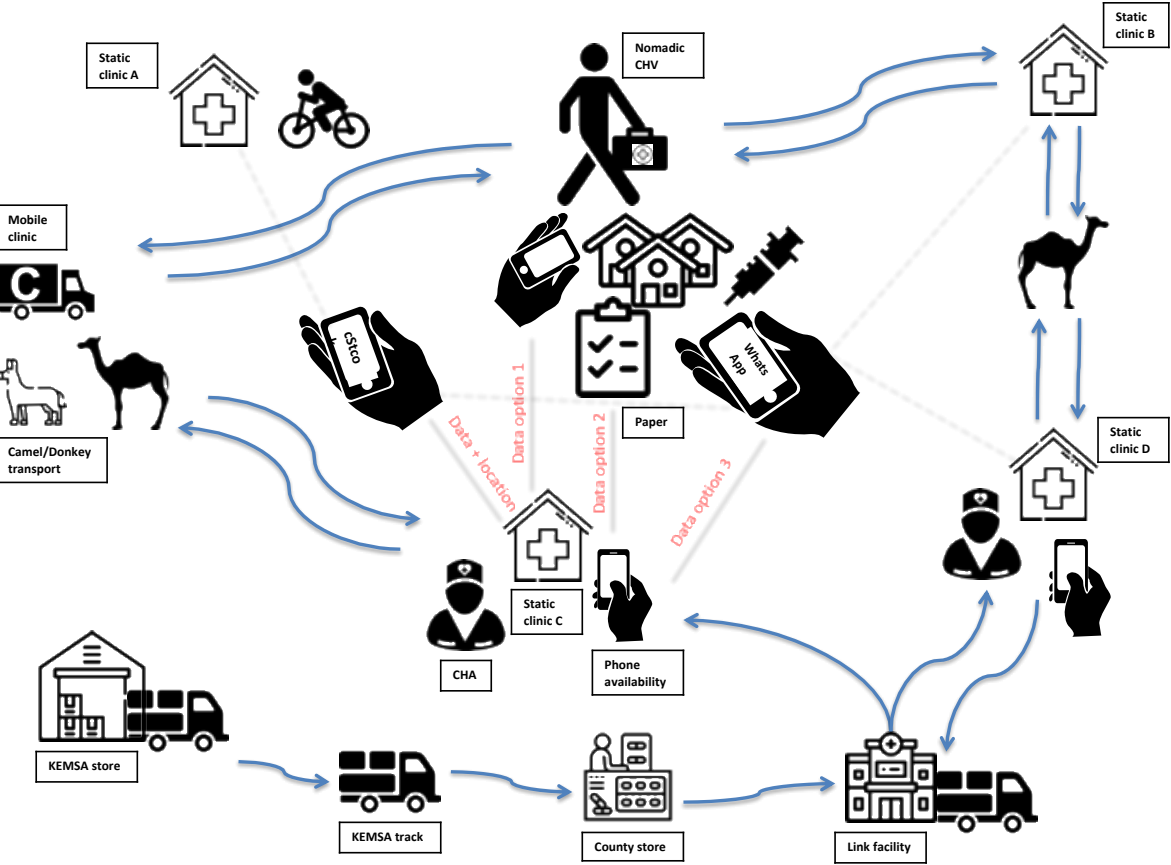 Static
clinic A
Nomadic
CHV
Static
clinic B
Mobile
clinic
C
cStco
Whats
App
Data option 1
Data + location
Data option 2
Paper
Data option 3
Camel/Donkey
transport
Static
clinic D
Static
clinic C
CHA
Phone
availability
KEMSA store
KEMSA track
County store
Link facility